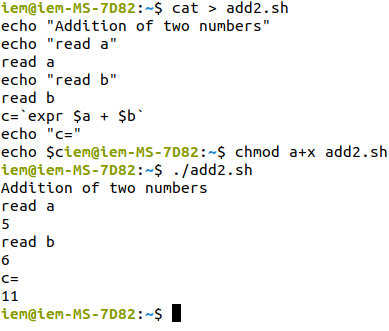 iem@iem-MS-7D82:~$ cat > add2.sh
echo "Addition of two numbers"
echo "read a"
read a
echo "read b"
read b
c=`expr $a + $b`
echo "c="
echo $ciem@iem-MS-7D82:~$ chmod a+x add2.sh
iem@iem-MS-7D82:~$ ./add2.sh
Addition of two numbers
read a
5
read b
6
c=
11
iem@iem-MS-7D82:~$